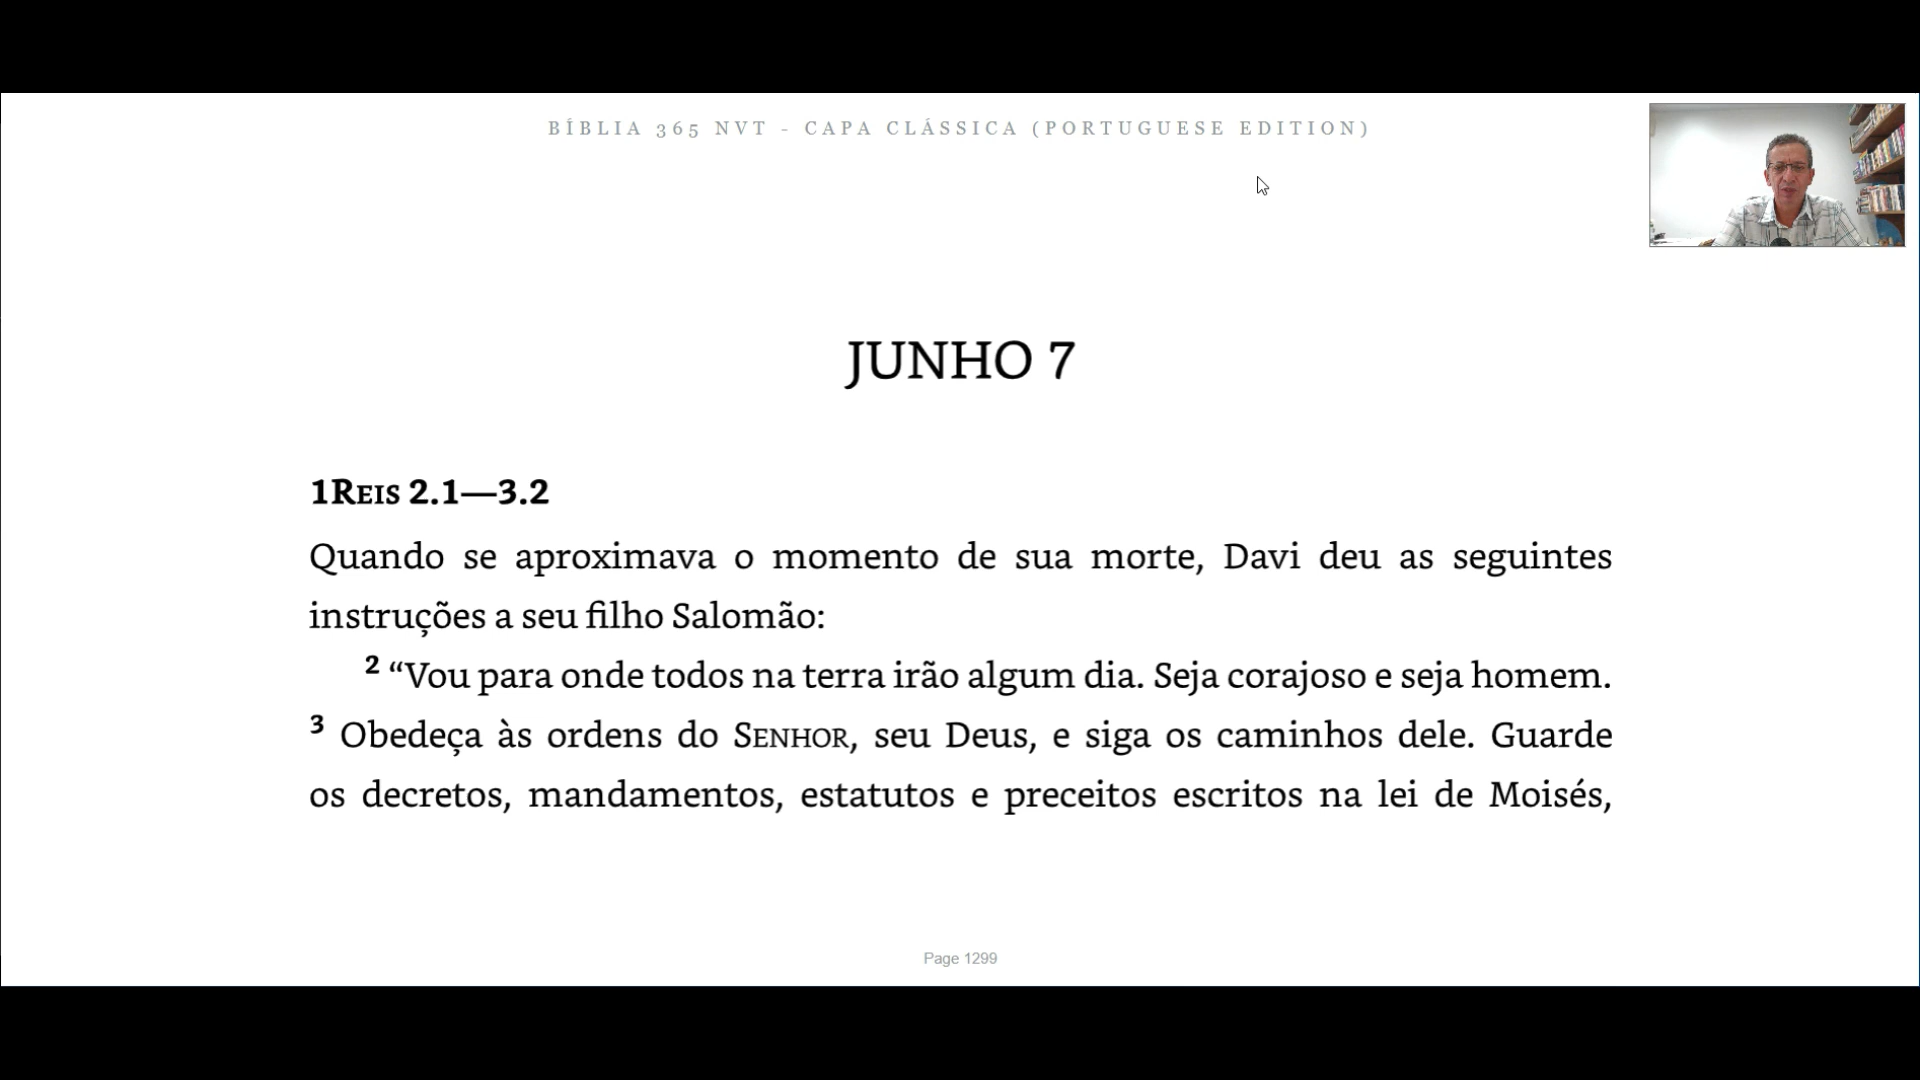 BÍBLIA 365 NVT - CAPA CLÁSSICA (PORTUGUESE EDITION)
JUNHO 7
1REIS 2.1—3.2
Quando se aproximava o momento de sua morte, Davi deu as seguintes
instruções a seu filho Salomão:
2 “Vou para onde todos na terra irão algum dia. Seja corajoso e seja homem.
3 Obedeça às ordens do SENHOR, seu Deus, e siga os caminhos dele. Guarde
os decretos, mandamentos, estatutos e preceitos escritos na lei de Moisés,
Page 1299